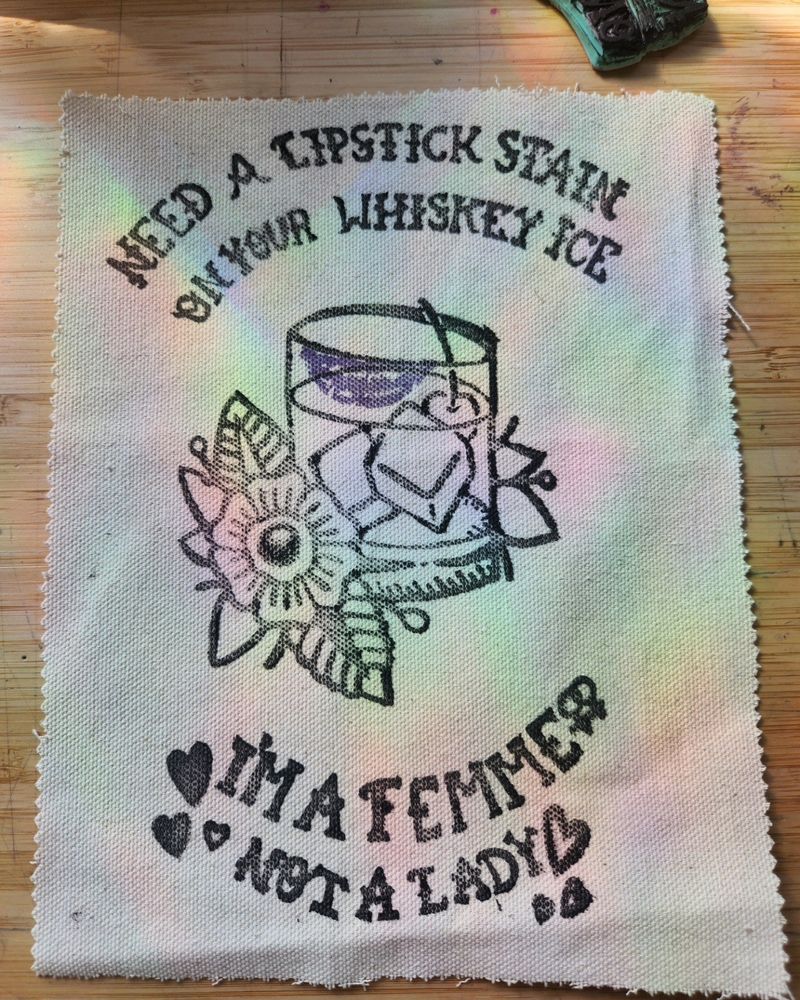 NEED A LIPSTICK STAIN
ON YOUR WHISKEY ICE
I'M A FEMME
NOT A LADY